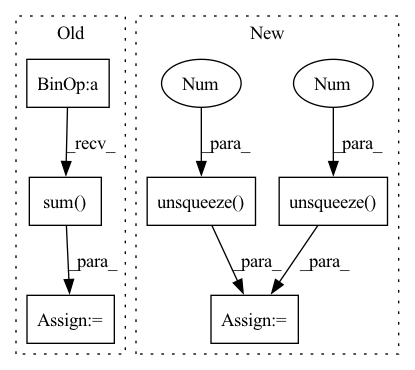 Old
New
BinOp:a
Num
Num
_recv_
_para_
_para_
sum()
unsqueeze()
unsqueeze()
_para_
_para_
_para_
Assign:=
Assign:=